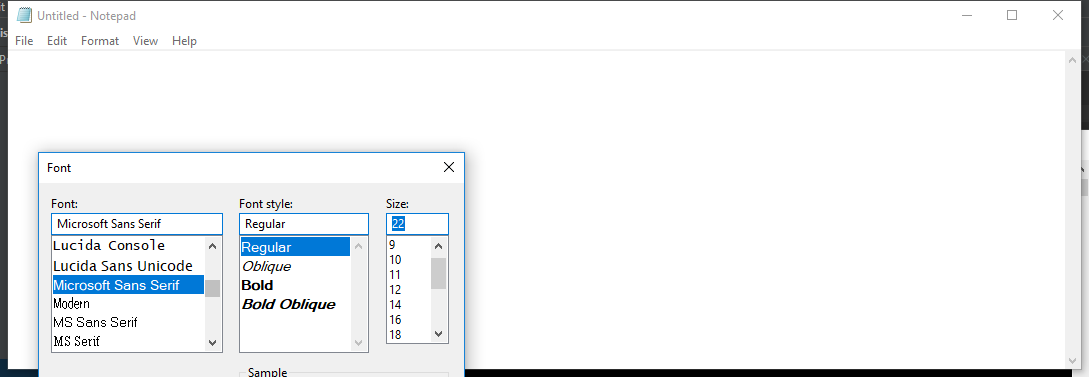 Untitled - Notepad
File Edit Format View Help
Font
Font: Font style: Size:
Microsoft Sans Serif Regular 22
Lucida Console
Lucida Sans Unicode
Microsoft Sans Serif
Modern
MS Sans Serif
MS Serif
Regular
Oblique
Bold
Bold Oblique
9
10
11
12
14
16
18
Sample